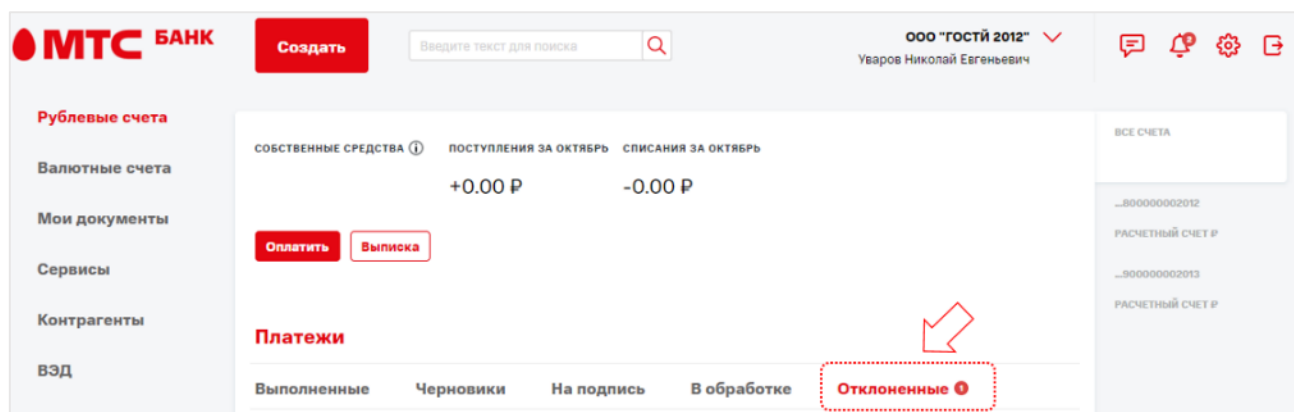 МТС БАНК
Создать
Введите текст для поиска
ООО "ГОСТЙ 2012"
Уваров Николай Евгеньевич
2
Рублевые счета
Валютные счета
Мои документы
Сервисы
Контрагенты
ВЭД
СОБСТВЕННЫЕ СРЕДСТВА
ПОСТУПЛЕНИЯ ЗА ОКТЯБРЬ
СПИСАНИЯ ЗА ОКТЯБРЬ
+0.00 ₽
-0.00 ₽
Оплатить
Выписка
Платежи
Выполненные
Черновики
На подпись
В обработке
Отклоненные 1
ВСЕ СЧЕТА
...800000002012
РАСЧЕТНЫЙ СЧЕТ ₽
...900000002013
РАСЧЕТНЫЙ СЧЕТ ₽